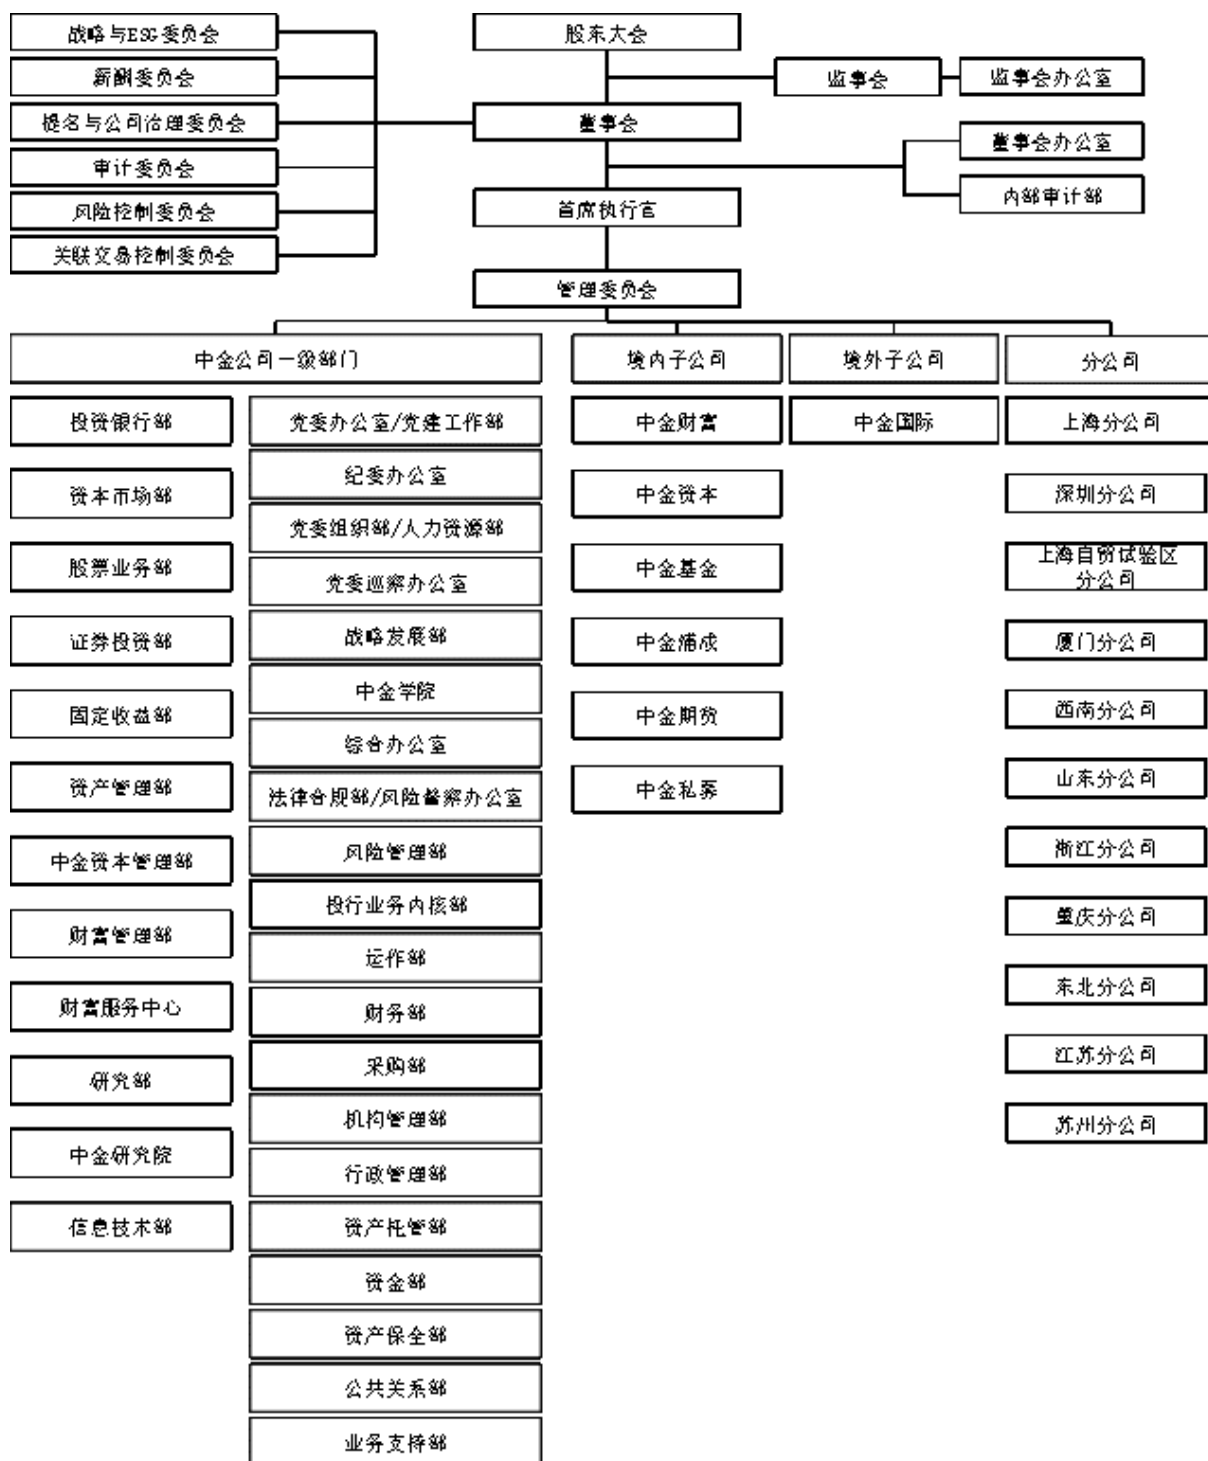 战略与ESG委员会
薪酬委员会
提名与公司治理委员会
审计委员会
风险控制委员会
关联交易控制委员会
股东大会
监事会
监事会办公室
董事会
董事会办公室
内部审计部
首席执行官
管理委员会
中金公司一级部门
投资银行部
资本市场部
股票业务部
证券投资部
固定收益部
资产管理部
中金资本管理部
财富管理部
财富服务中心
研究部
中金研究院
信息技术部
党委办公室/党建工作部
纪委办公室
党委组织部/人力资源部
党委巡察办公室
战略发展部
中金学院
综合办公室
法律合规部/风险督察办公室
风险管理部
投行业务内核部
运作部
财务部
采购部
机构管理部
行政管理部
资产托管部
资金部
资产保全部
公共关系部
业务支持部
境内子公司
中金财富
中金资本
中金基金
中金浦成
中金期货
中金私募
境外子公司
中金国际
分公司
上海分公司
深圳分公司
上海自贸试验区
分公司
厦门分公司
西南分公司
山东分公司
浙江分公司
重庆分公司
东北分公司
江苏分公司
苏州分公司